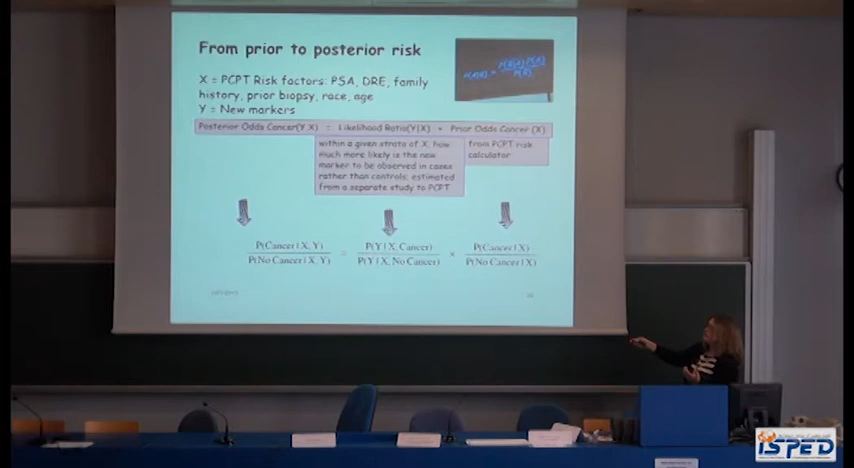 From prior to posterior risk
X = PCPT Risk factors: PSA, DRE, family
history, prior biopsy, race, age
Y = New markers
P(A|B) = P(B|A) P(A)
P(B)
Posterior Odds Cancer(Y,X) = Likelihood Ratio(Y|X) * Prior Odds Cancer (X)
within a given strata of X, how
much more likely is the new
marker to be observed in cases
rather than controls; estimated
from a separate study to PCPT
from PCPT risk
calculator
P(Cancer | X, Y)
P(No Cancer | X, Y)
=
P(Y | X, Cancer)
P(Y | X, No Cancer)
×
P(Cancer | X)
P(No Cancer | X)
ISPED